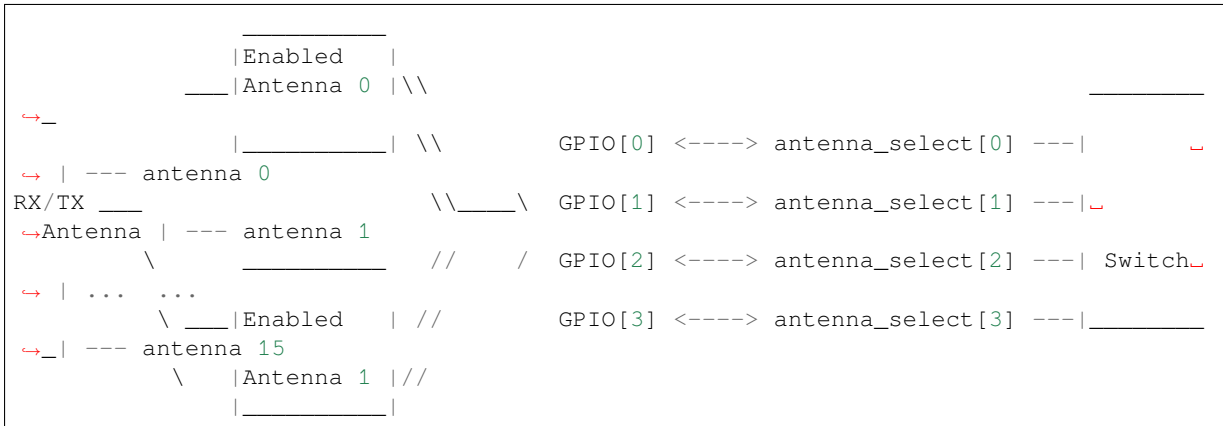 __________
             |Enabled   |
          ___|Antenna 0 |\\                                              ________
↪_
             |__________| \\       GPIO[0] <----> antenna_select[0] ---|        ␣
↪ | --- antenna 0
RX/TX ___                  \\____\  GPIO[1] <----> antenna_select[1] ---|␣
↪Antenna | --- antenna 1
        \     __________   //    /  GPIO[2] <----> antenna_select[2] ---| Switch␣
↪ | ...  ...
         \ ___|Enabled   | //       GPIO[3] <----> antenna_select[3] ---|________
↪_| --- antenna 15
          \   |Antenna 1 |//
              |__________|